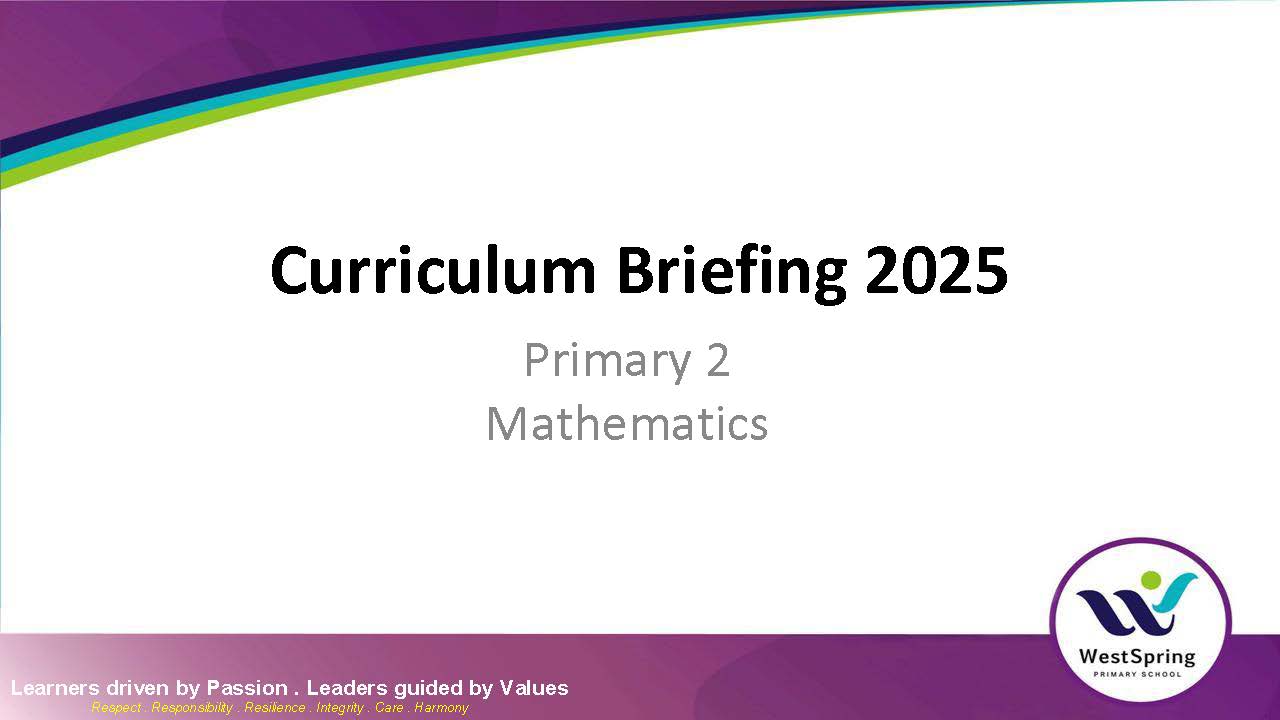 Curriculum Briefing 2025
Primary 2
Mathematics
WestSpring
PRIMARY SCHOOL
Learners driven by Passion . Leaders guided by Values
Respect . Responsibility . Resilience . Integrity . Care . Harmony